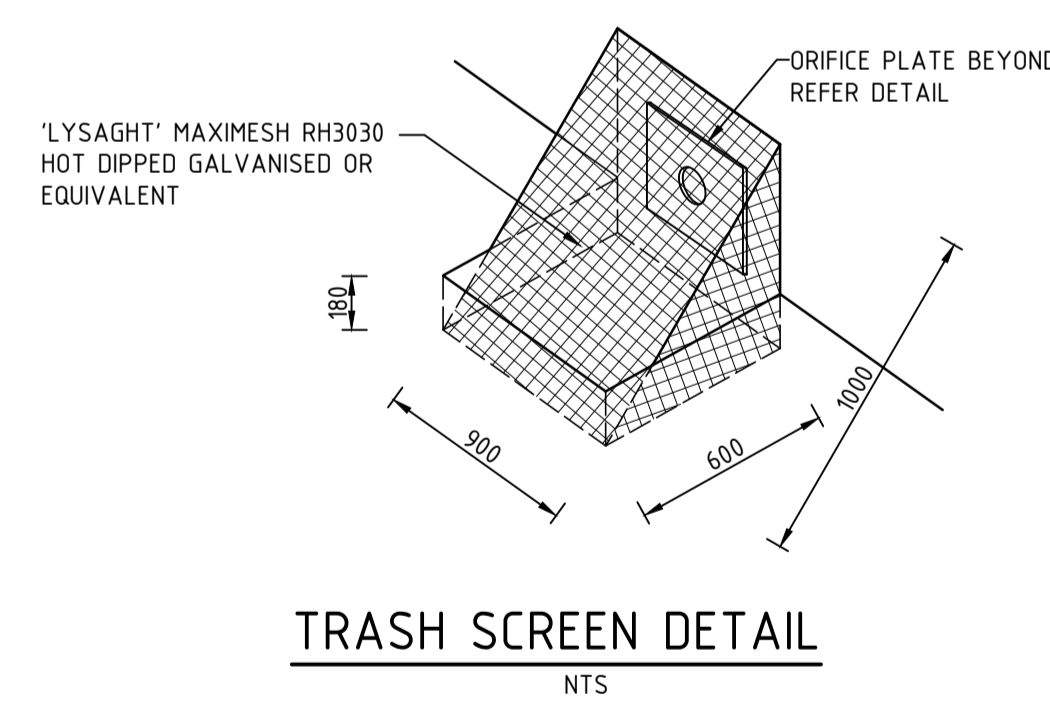 ORIFICE PLATE BEYOND
REFER DETAIL
'LYSAGHT' MAXIMESH RH3030
HOT DIPPED GALVANISED OR
EQUIVALENT
180
900
600
1000
TRASH SCREEN DETAIL
NTS